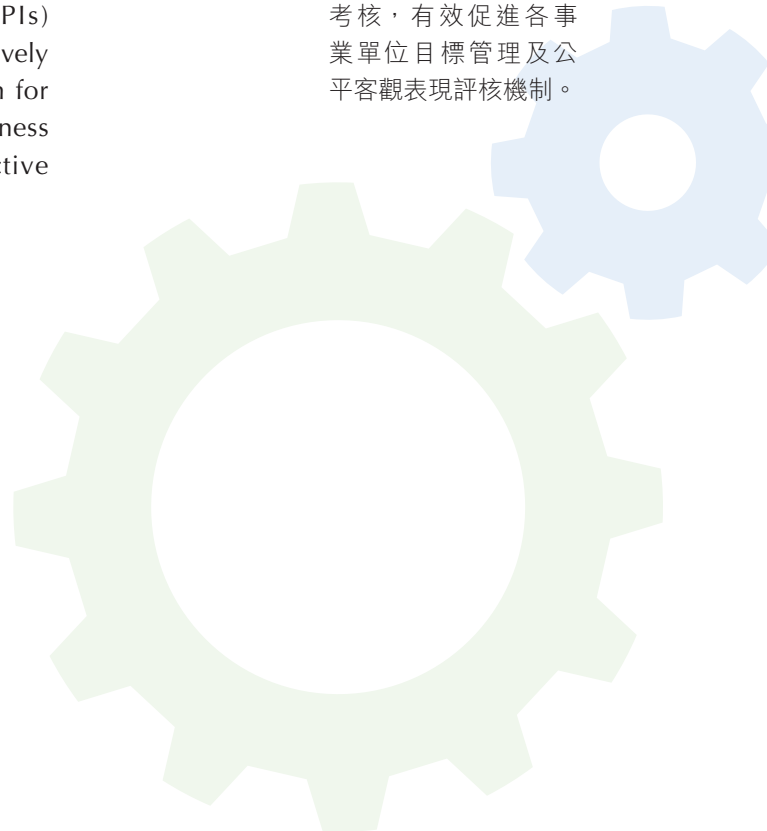 PIs)
vely
for
ness
ctive
考核，有效促進各事
業單位目標管理及公
平客觀表現評核機制。